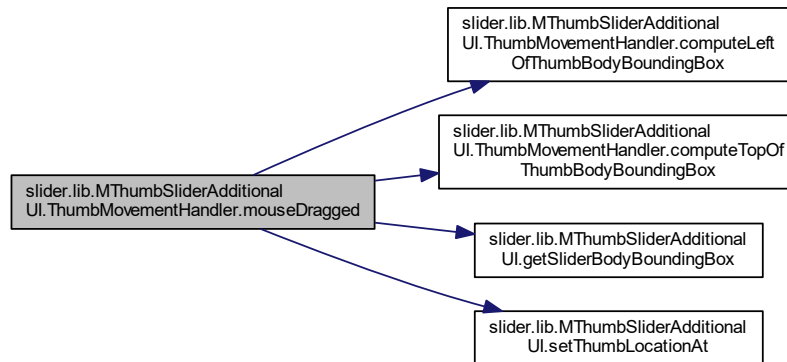 slider.lib.MThumbSliderAdditional
UI.ThumbMovementHandler.mouseDragged
slider.lib.MThumbSliderAdditional
UI.ThumbMovementHandler.computeLeft
OfThumbBodyBoundingBox
slider.lib.MThumbSliderAdditional
UI.ThumbMovementHandler.computeTopOf
ThumbBodyBoundingBox
slider.lib.MThumbSliderAdditional
UI.getSliderBodyBoundingBox
slider.lib.MThumbSliderAdditional
UI.setThumbLocationAt